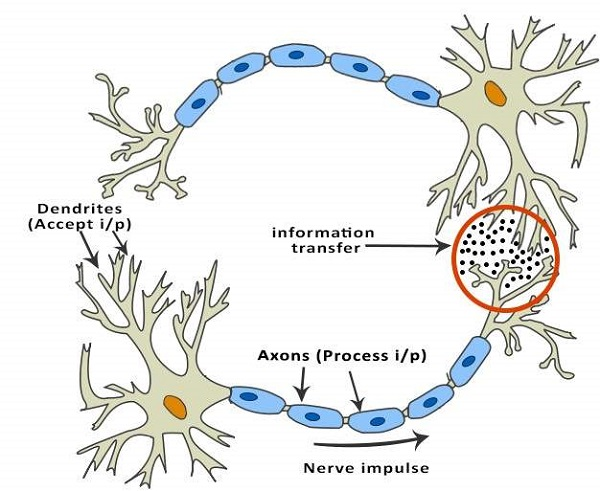 Dendrites
(Accept i/p)
information
transfer
Axons (Process i/p)
Nerve impulse